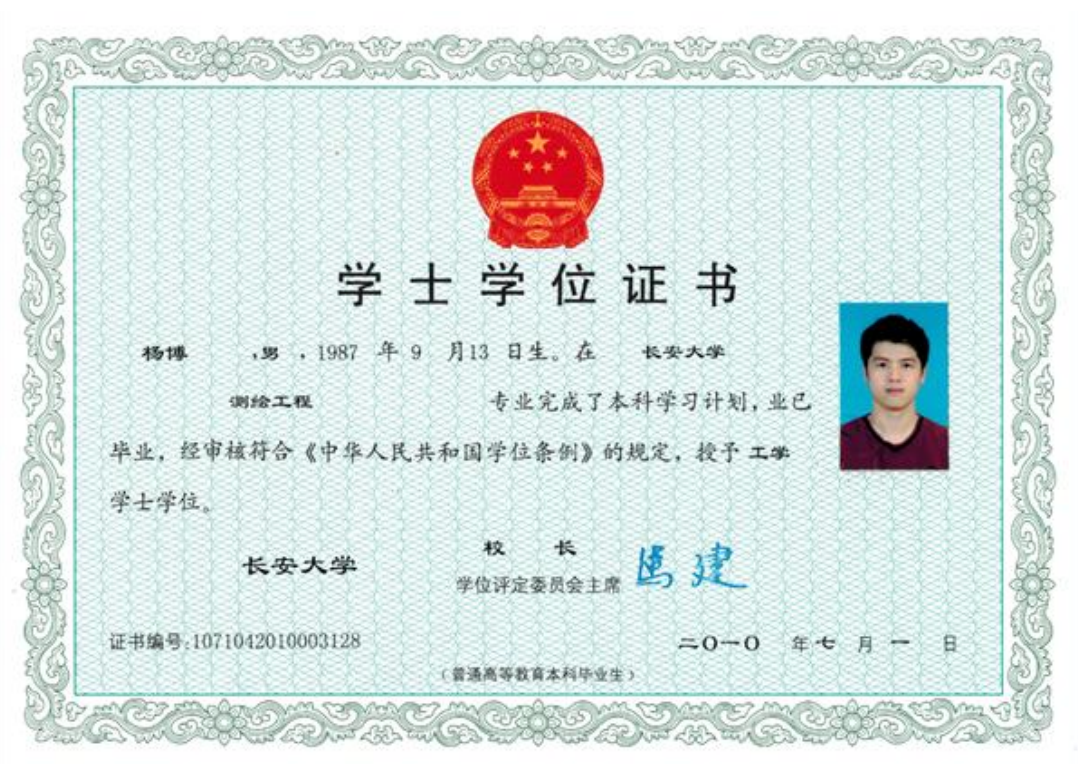 学士学位证书
杨博 ,男 , 1987 年 9 月13 日生。在 长安大学
测绘工程 专业完成了本科学习计划,业已
毕业,经审核符合《中华人民共和国学位条例》的规定,授予 工学
学士学位。
长安大学
校 长
学位评定委员会主席
马建
证书编号:1071042010003128
二〇一〇 年 七 月 一 日
(普通高等教育本科毕业生)